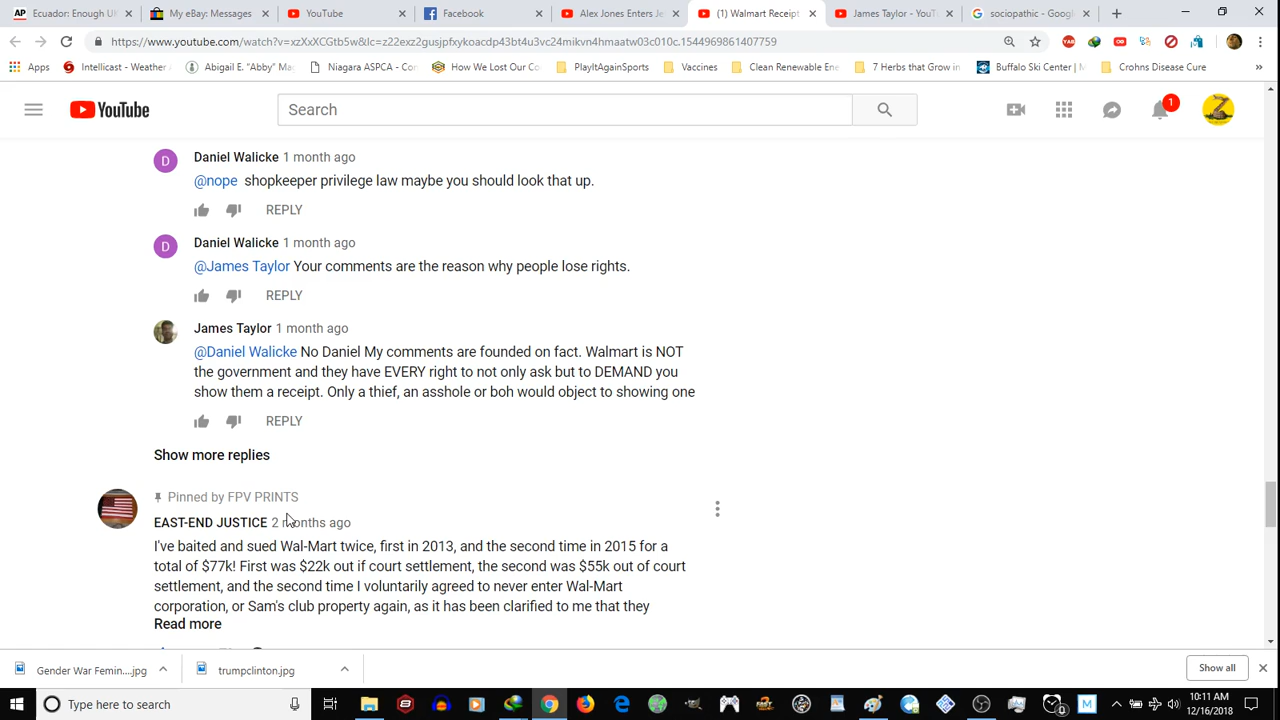 Ecuador: Enough U
My eBay: Messages
YouTube
Facebook
Alex Jones Enters Je
(1) Walmart Receipt
James Taylor - YouT
sociopathic - Google
https://www.youtube.com/watch?v=xzXxXCGtb5w&lc=z22exz2gusjpfxykoacdp43bt4u3vc24mikvn4hmaatw03c010c.1544969861407759
Apps
Intellicast - Weather
Abigail E. "Abby" Ma
Niagara ASPCA - Co
How We Lost Our Co
PlayItAgainSports
Vaccines
Clean Renewable Ene
7 Herbs that Grow in
Buffalo Ski Center |
Crohns Disease Cure
»
YouTube
Search
1
D
Daniel Walicke 1 month ago
@nope shopkeeper privilege law maybe you should look that up.
REPLY
D
Daniel Walicke 1 month ago
@James Taylor Your comments are the reason why people lose rights.
REPLY
James Taylor 1 month ago
@Daniel Walicke No Daniel My comments are founded on fact. Walmart is NOT
the government and they have EVERY right to not only ask but to DEMAND you
show them a receipt. Only a thief, an asshole or boh would object to showing one
REPLY
Show more replies
Pinned by FPV PRINTS
EAST-END JUSTICE 2 months ago
I've baited and sued Wal-Mart twice, first in 2013, and the second time in 2015 for a
total of $77k! First was $22k out if court settlement, the second was $55k out of court
settlement, and the second time I voluntarily agreed to never enter Wal-Mart
corporation, or Sam's club property again, as it has been clarified to me that they
Read more
Gender War Femin....jpg
trumpclinton.jpg
Show all
Type here to search
10:11 AM
12/16/2018